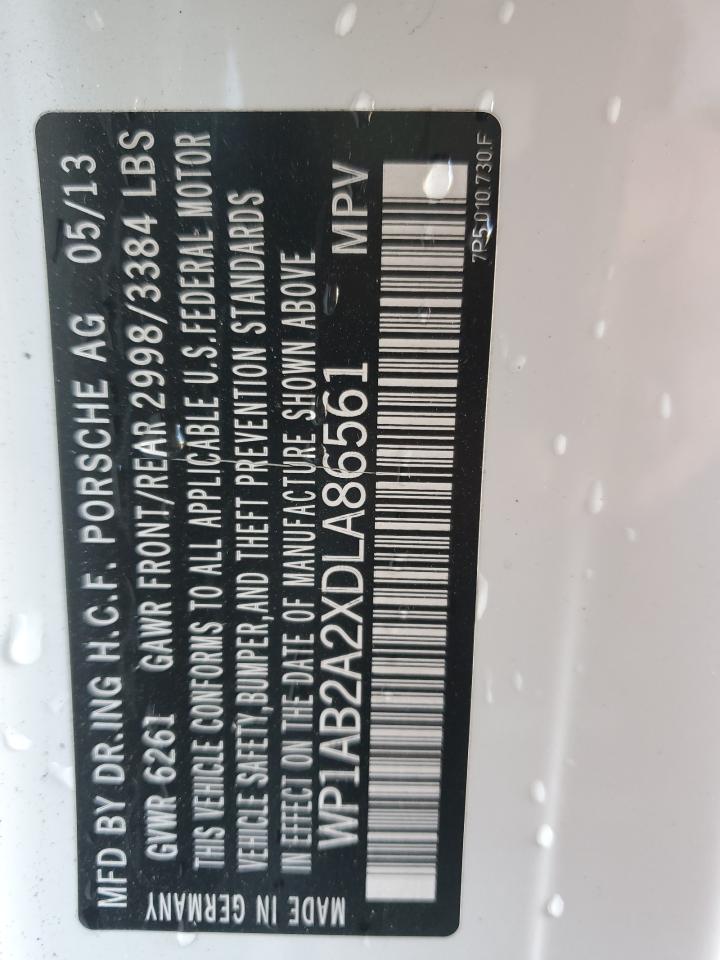 MFD BY DR.ING H.C.F. PORSCHE AG 05/13
GVWR 6261 GAWR FRONT/REAR 2998/3384 LBS
THIS VEHICLE CONFORMS TO ALL APPLICABLE U.S.FEDERAL MOTOR
VEHICLE SAFETY,BUMPER,AND THEFT PREVENTION STANDARDS
IN EFFECT ON THE DATE OF MANUFACTURE SHOWN ABOVE
WP1AB2A2XDLA86561 MPV
MADE IN GERMANY
7P5.010.730.F